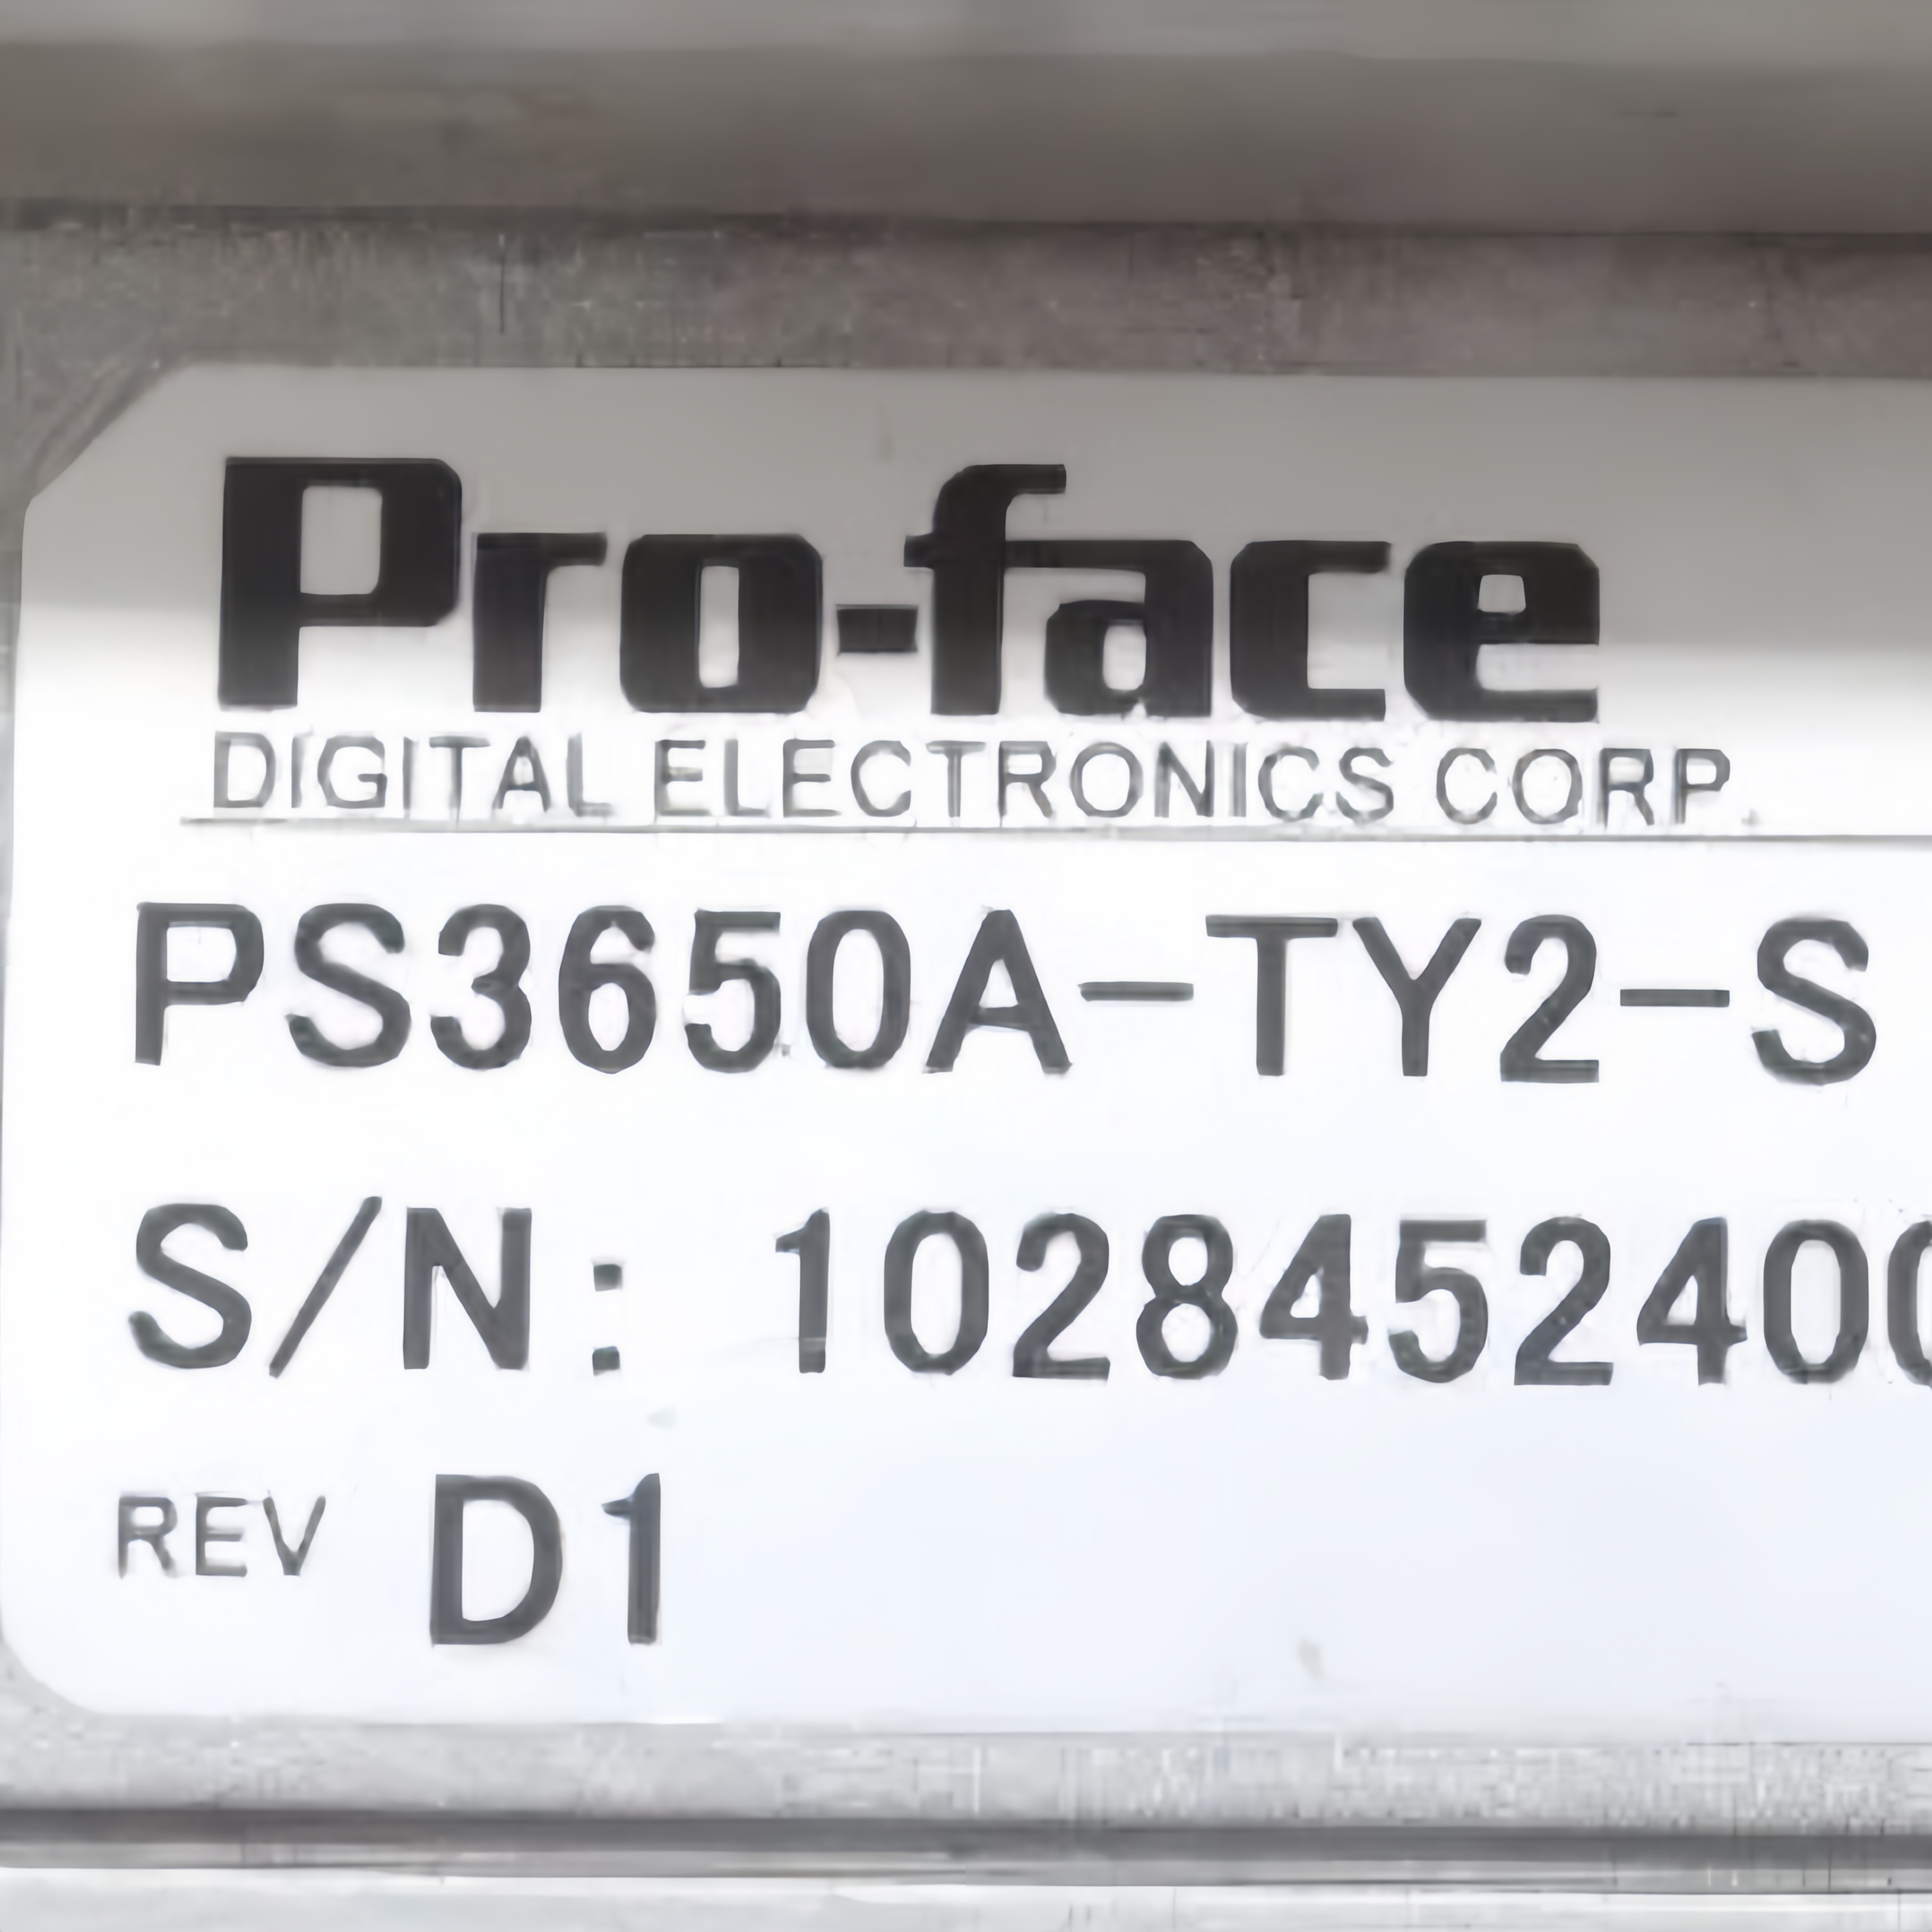 Pro-face
DIGITAL ELECTRONICS CORP.
PS3650A-TY2-S
S/N: 1028452400
REV D1